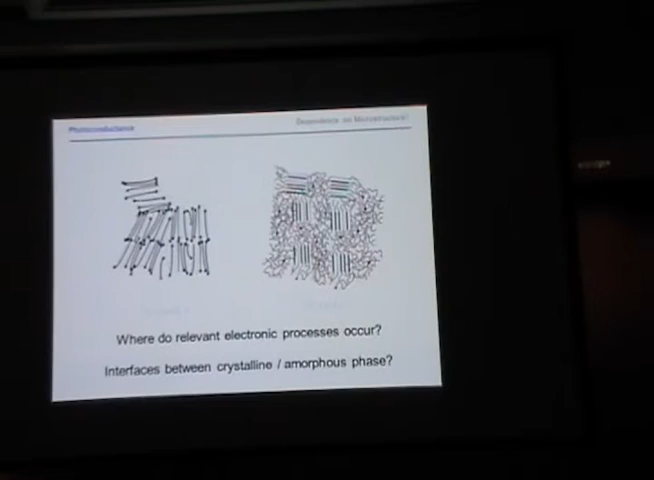 Photoconductance
Dependence on Microstructure?
Where do relevant electronic processes occur?
Interfaces between crystalline / amorphous phase?